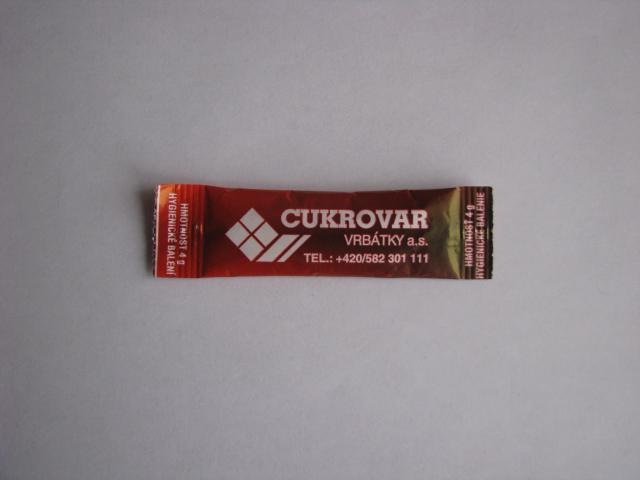 HMOTNOST 4 g
HYGIENICKÉ BALENÍ
CUKROVAR
VRBÁTKY a.s.
TEL.: +420/582 301 111
HMOTNOSŤ 4 g
HYGIENICKÉ BALENIE